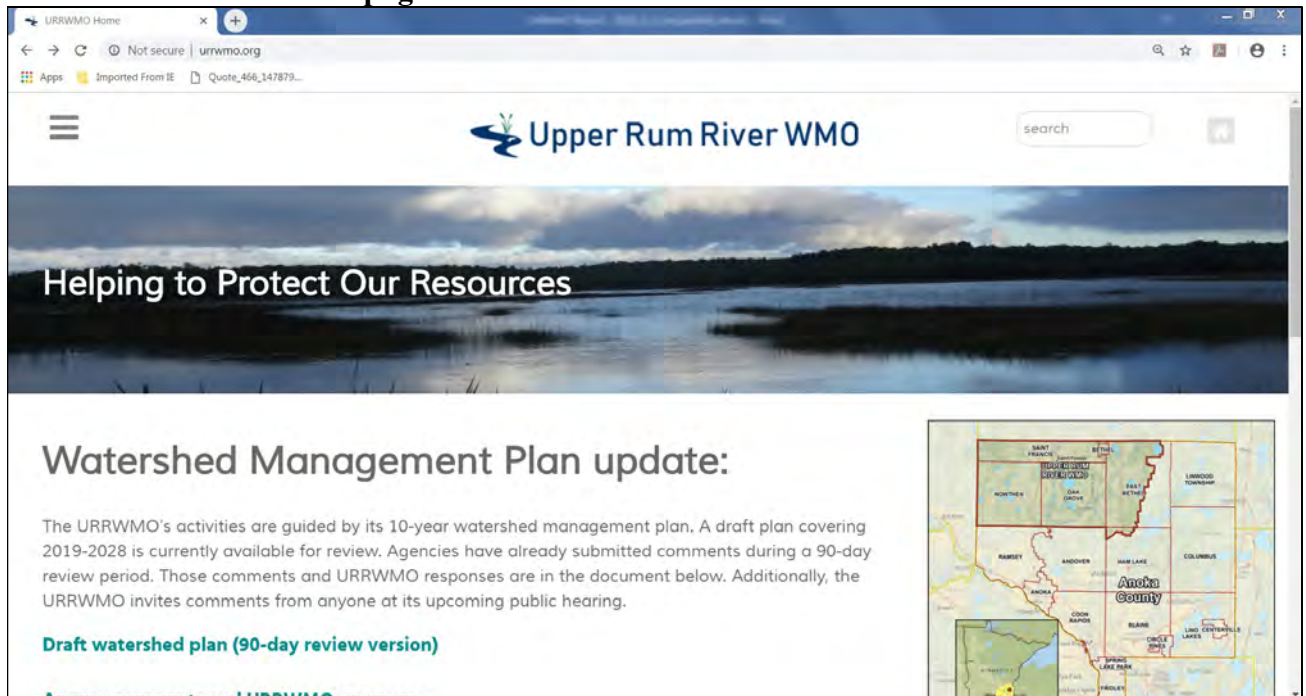 URRWMO Home
Not secure | urrwmo.org
Apps Imported From IE Quote_466_147879...
Upper Rum River WMO
search
Helping to Protect Our Resources
Watershed Management Plan update:
The URRWMO's activities are guided by its 10-year watershed management plan. A draft plan covering
2019-2028 is currently available for review. Agencies have already submitted comments during a 90-day
review period. Those comments and URRWMO responses are in the document below. Additionally, the
URRWMO invites comments from anyone at its upcoming public hearing.
Draft watershed plan (90-day review version)
SAINT
FRANCIS
BETHEL
UPPER RUM
RIVER WMO
LINWOOD
TOWNSHIP
NOWTHEN
OAK
GROVE
EAST
BETHEL
RAMSEY
ANDOVER
HAM LAKE
COLUMBUS
Anoka
County
ANOKA
COON
RAPIDS
BLAINE
LINO
LAKES
CENTERVILLE
CIRCLE
PINES
SPRING
LAKE PARK
FRIDLEY